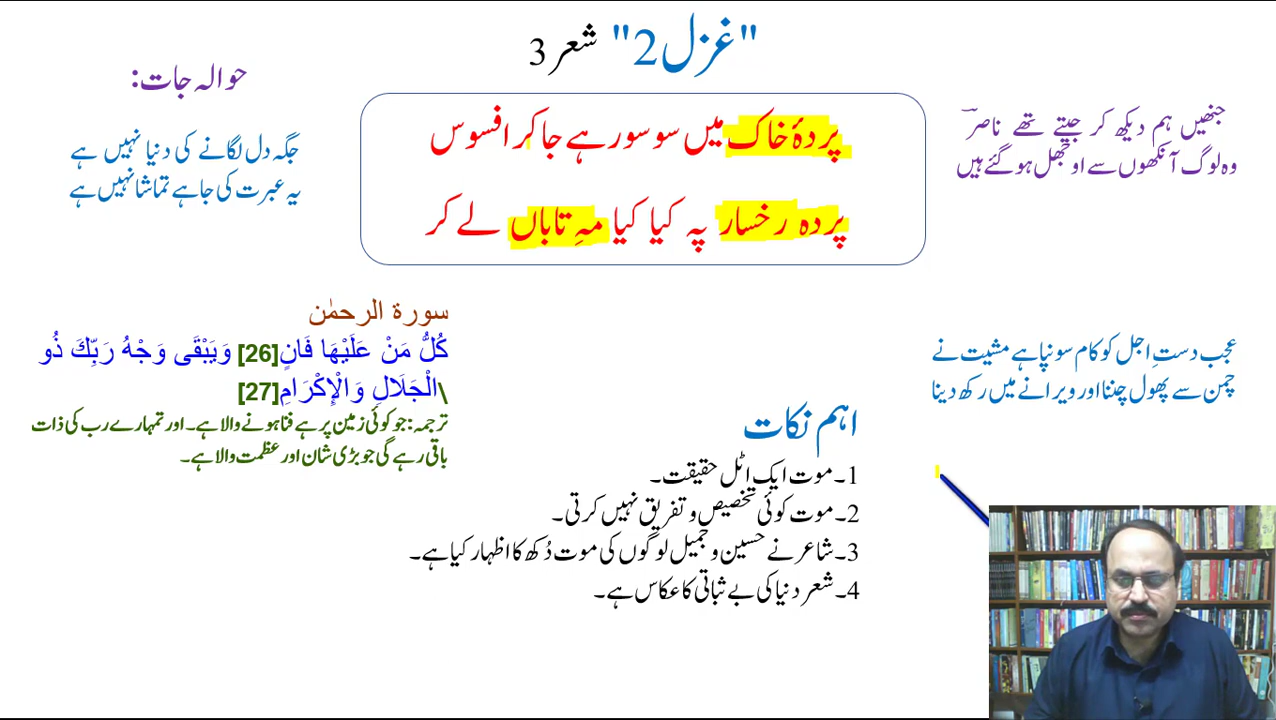 "غزل 2" شعر 3
حوالہ جات:
پردۂ خاک میں سو سو رہے جا کر افسوس
پردہ رخسار پہ کیا کیا مہِ تاباں لے کر
جنھیں ہم دیکھ کر جیتے تھے ناصرؔ
وہ لوگ آنکھوں سے اوجھل ہو گئے ہیں
جگہ دل لگانے کی دنیا نہیں ہے
یہ عبرت کی جا ہے تماشا نہیں ہے
سورۃ الرحمٰن
كُلُّ مَنْ عَلَيْهَا فَانٍ[26] وَيَبْقَى وَجْهُ رَبِّكَ ذُو
\الْجَلَالِ وَالْإِكْرَامِ[27]
ترجمہ: جو کوئی زمین پر ہے فنا ہونے والا ہے۔ اور تمہارے رب کی ذات
باقی رہے گی جو بڑی شان اور عظمت والا ہے۔
عجب دستِ اجل کو کام سونپا ہے مشیت نے
چمن سے پھول چننا اور ویرانے میں رکھ دینا
اہم نکات
1۔ موت ایک اٹل حقیقت۔
2۔ موت کوئی تخصیص و تفریق نہیں کرتی۔
3۔ شاعر نے حسین و جمیل لوگوں کی موت دُکھ کا اظہار کیا ہے۔
4۔ شعر دنیا کی بے ثباتی کا عکاس ہے۔